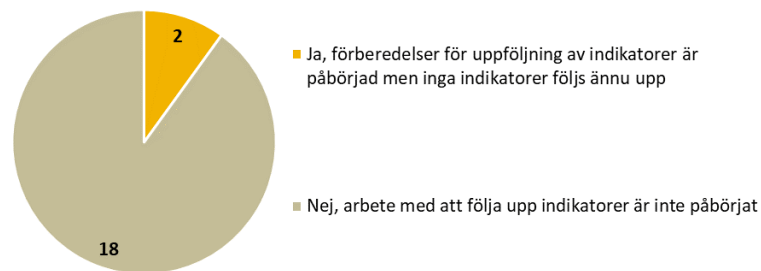 2
Ja, förberedelser för uppföljning av indikatorer är
påbörjad men inga indikatorer följs ännu upp
Nej, arbete med att följa upp indikatorer är inte påbörjat
18